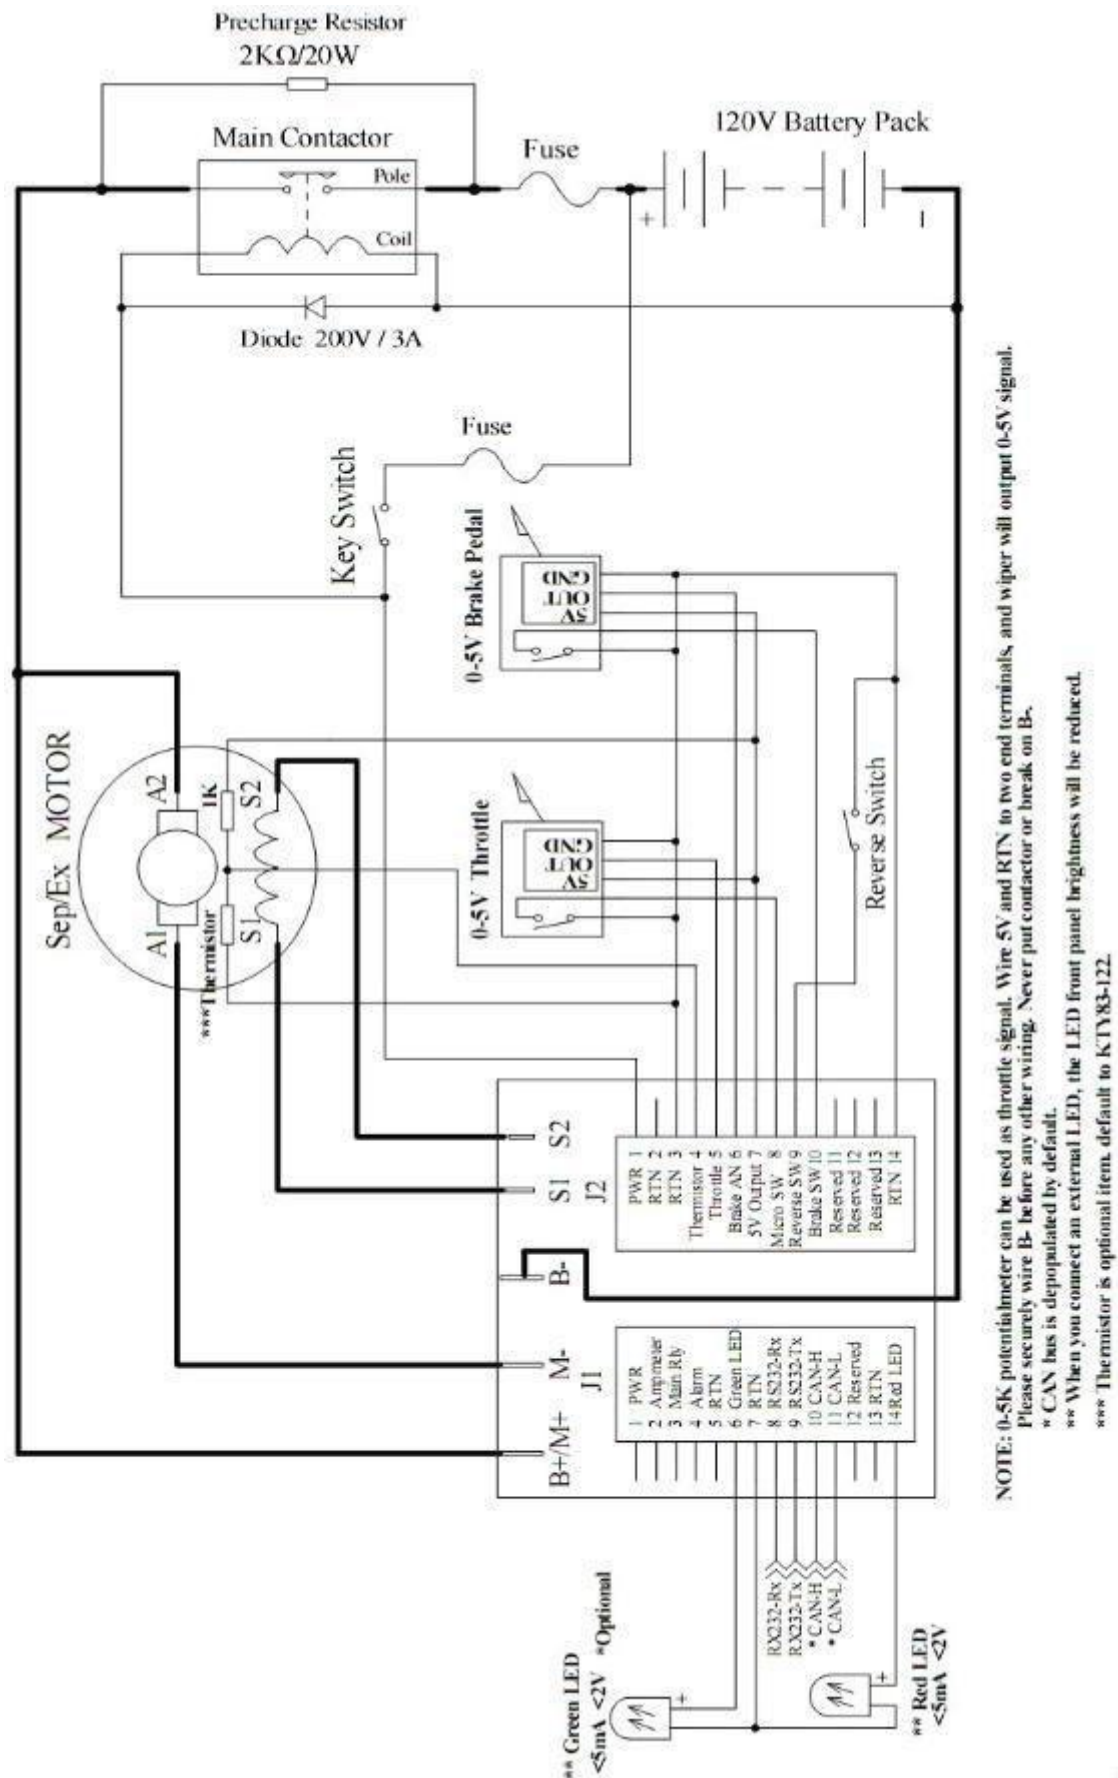 Precharge Resistor
2KΩ/20W
Main Contactor
Pole
Coil
Diode 200V / 3A
Fuse
120V Battery Pack
+
−
Fuse
Key Switch
0-5V Brake Pedal
GND
OUT
5V
Sep/Ex MOTOR
A2
A1
1K
S2
S1
***Thermistor
0-5V Throttle
GND
OUT
5V
Reverse Switch
S2
S1
B-
M-
B+/M+
J2
PWR 1
RTN 2
RTN 3
Thermistor 4
Throttle 5
Brake AN 6
5V Output 7
Micro SW 8
Reverse SW 9
Brake SW 10
Reserved 11
Reserved 12
Reserved 13
RTN 14
J1
1 PWR
2 Ampmeter
3 Main Rly
4 Alarm
5 RTN
6 Green LED
7 RTN
8 RS232-Rx
9 RS232-Tx
10 CAN-H
11 CAN-L
12 Reserved
13 RTN
14 Red LED
RX232-Rx
RX232-Tx
* CAN-H
* CAN-L
** Green LED
<5mA <2V *Optional
+
** Red LED
<5mA <2V
+
NOTE: 0-5K potentialmeter can be used as throttle signal. Wire 5V and RTN to two end terminals, and wiper will output 0-5V signal.
Please securely wire B- before any other wiring. Never put contactor or break on B-.
* CAN bus is depopulated by default.
** When you connect an external LED, the LED front panel brightness will be reduced.
*** Thermistor is optional item. default to KTY83-122.